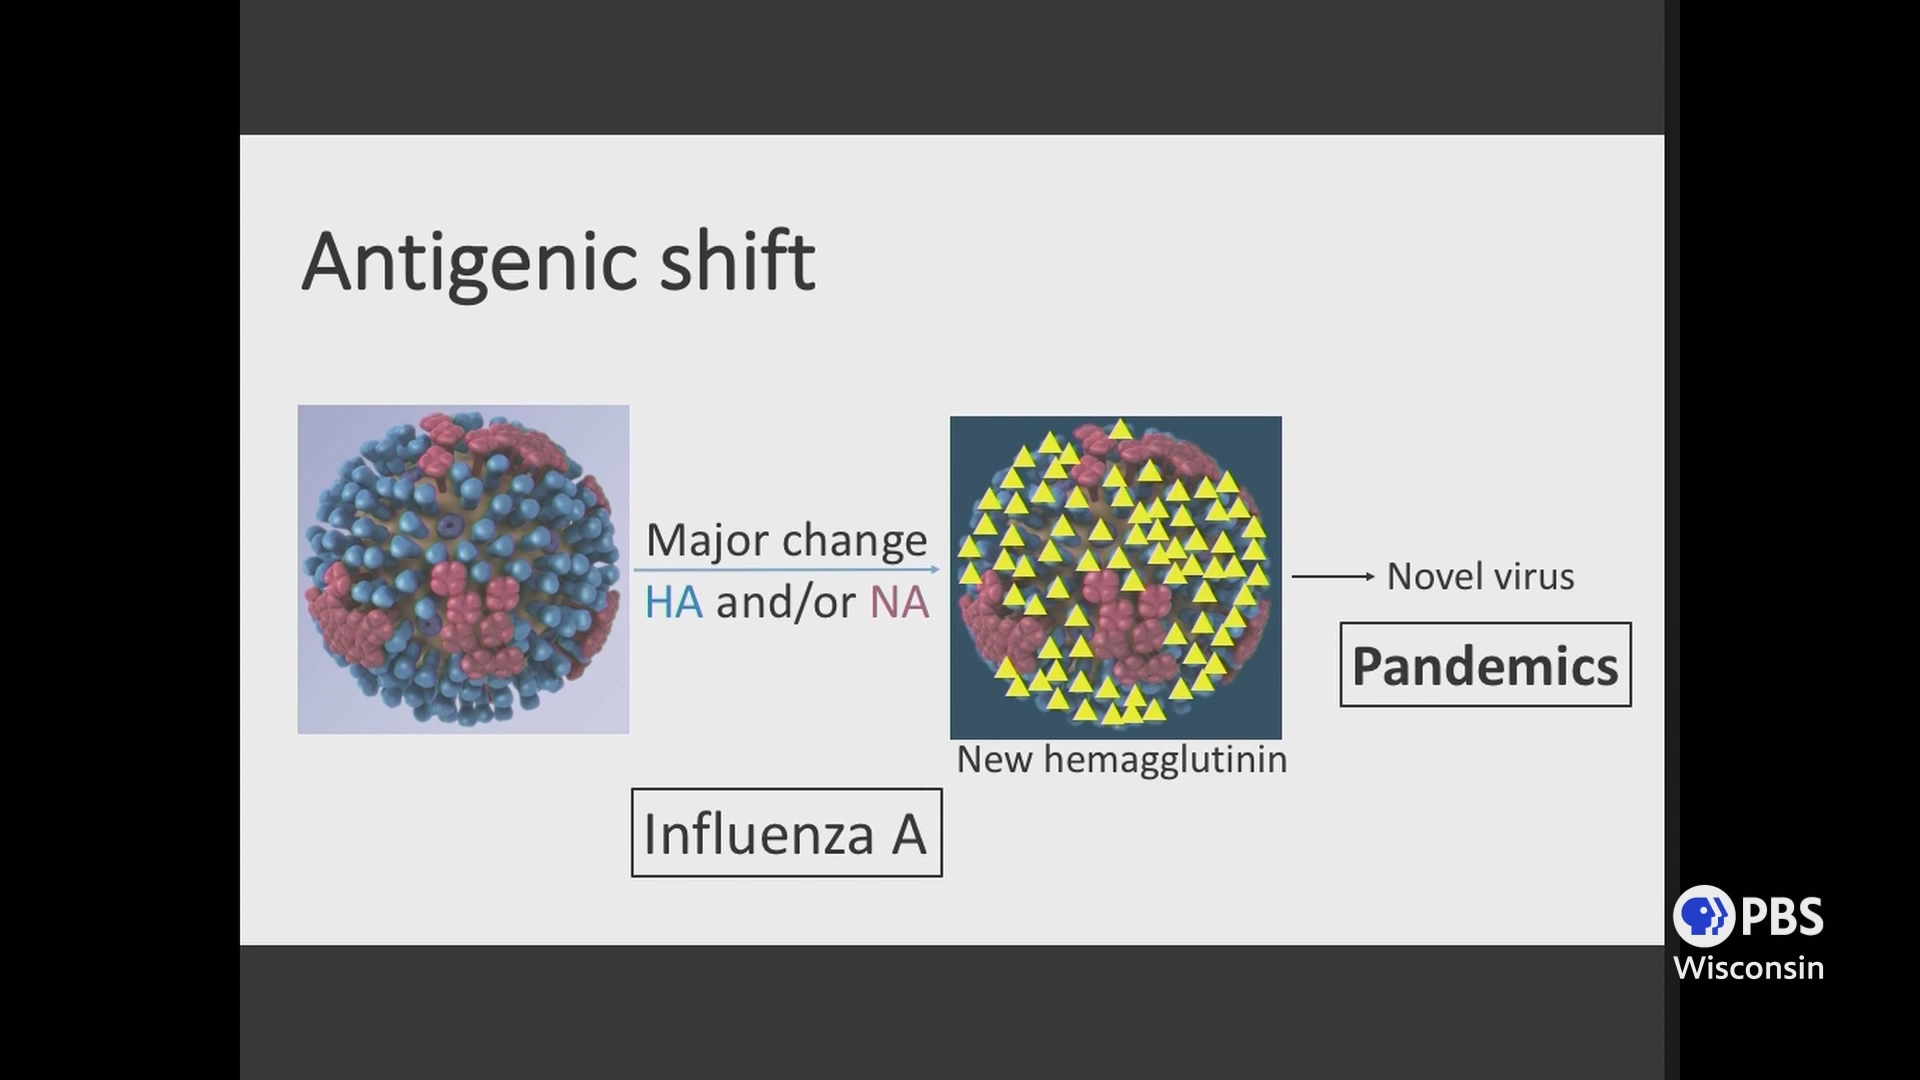 Antigenic shift
Major change
HA and/or NA
New hemagglutinin
Novel virus
Pandemics
Influenza A
PBS
Wisconsin